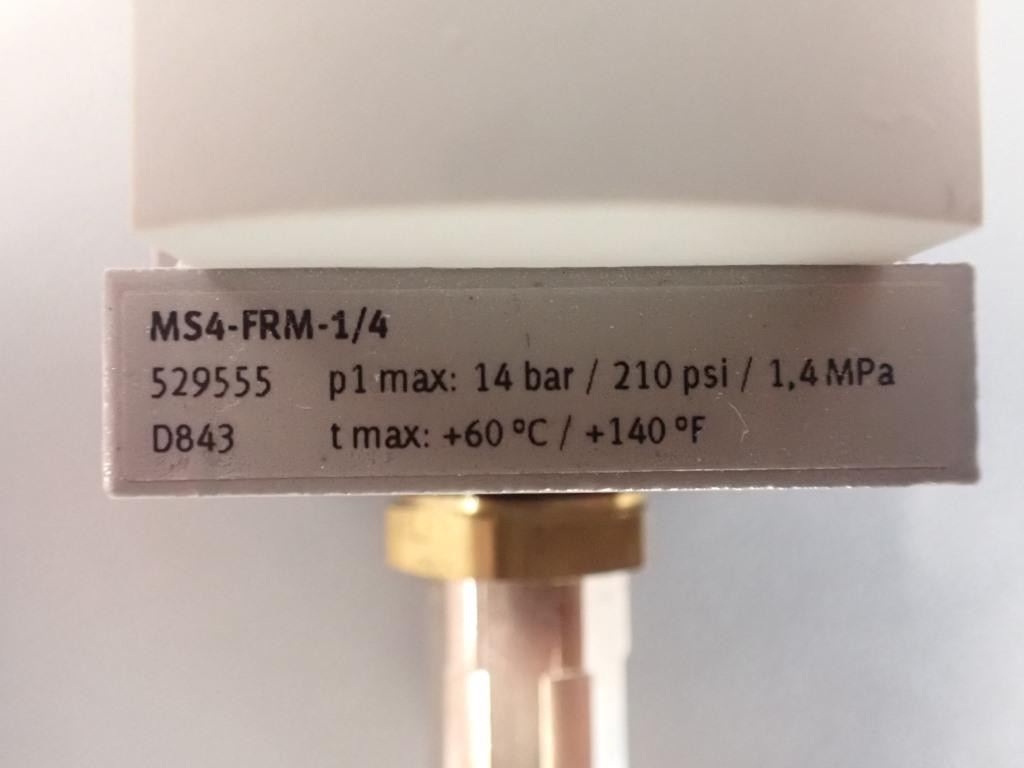 MS4-FRM-1/4
529555 p1 max: 14 bar / 210 psi / 1,4 MPa
D843 t max: +60 °C / +140 °F